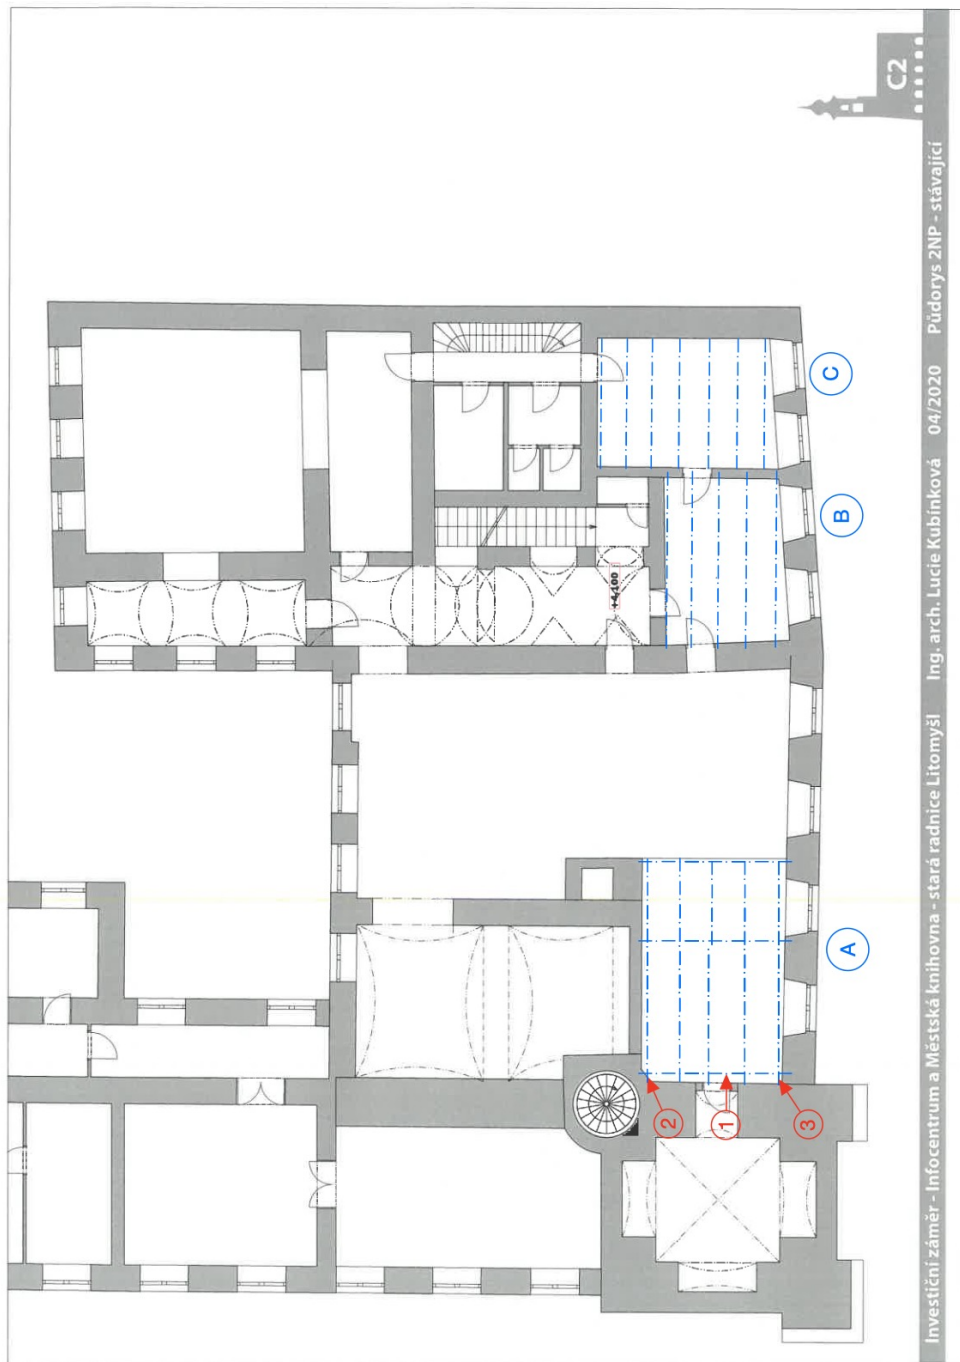 C2
Investiční záměr - Infocentrum a Městská knihovna - stará radnice Litomyšl Ing. arch. Lucie Kubínková 04/2020 Půdorys 2NP - stávající
+4,100
C
B
A
2
1
3